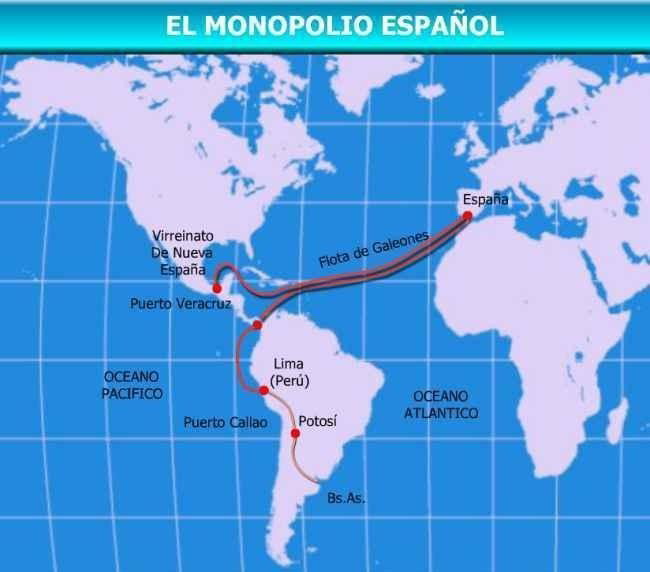 EL MONOPOLIO ESPAÑOL
España
Flota de Galeones
Virreinato
De Nueva
España
Puerto Veracruz
Lima
(Perú)
OCEANO
PACIFICO
OCEANO
ATLANTICO
Puerto Callao
Potosí
Bs.As.